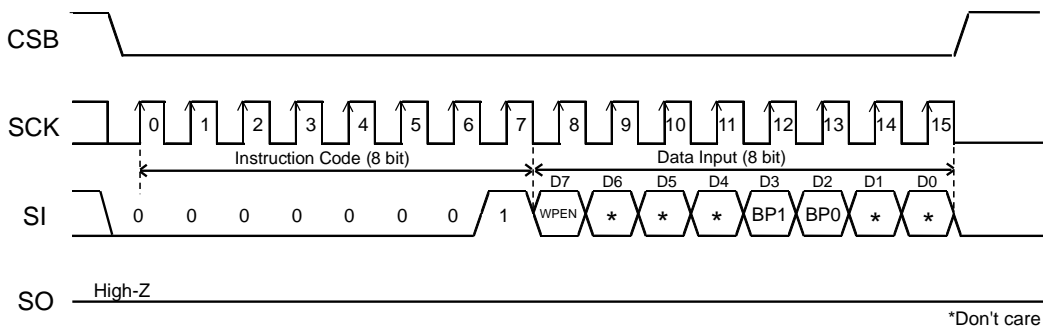 CSB
SCK
0 1 2 3 4 5 6 7 8 9 10 11 12 13 14 15
Instruction Code (8 bit) Data Input (8 bit)
D7 D6 D5 D4 D3 D2 D1 D0
SI 0 0 0 0 0 0 0 1 WPEN * * * BP1 BP0 * *
High-Z
SO
*Don't care